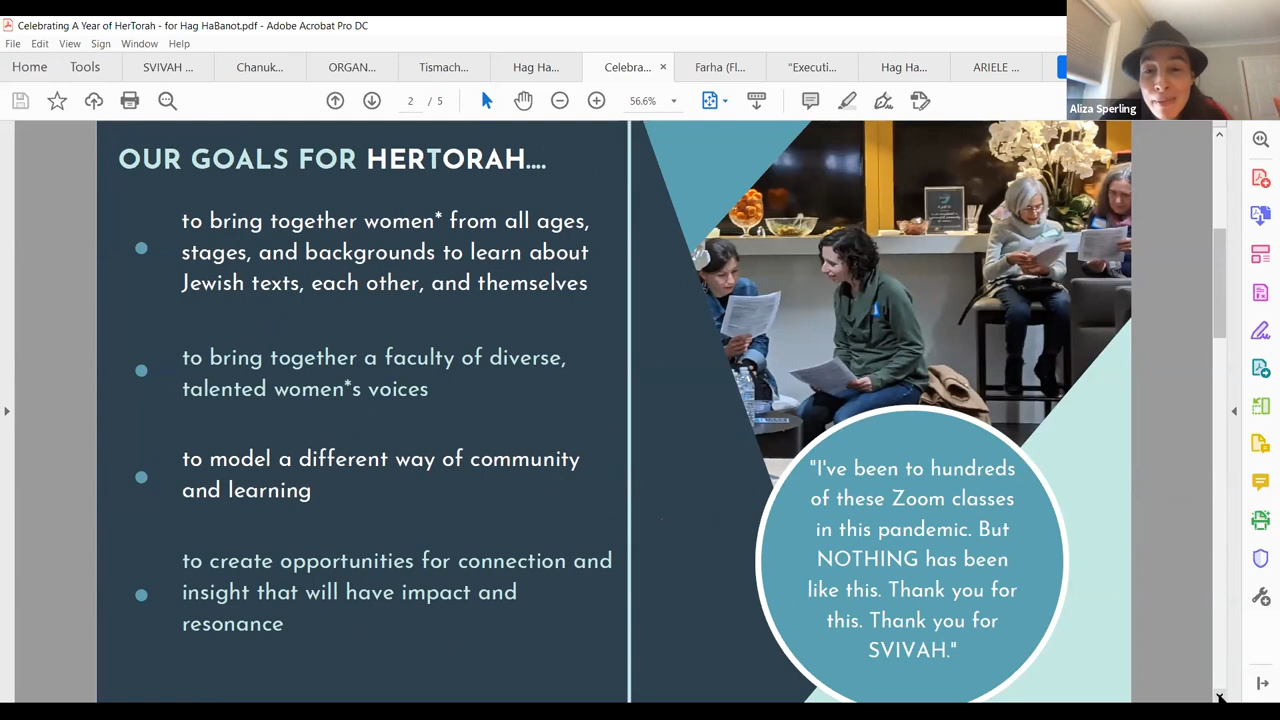 Celebrating A Year of HerTorah - for Hag HaBanot.pdf - Adobe Acrobat Pro DC
File Edit View Sign Window Help
Home Tools SVIVAH ... Chanuk... ORGAN... Tismach... Hag Ha... Celebra... × Farha (Fl... "Executi... Hag Ha... ARIELE ...
2 / 5 56.6%
Aliza Sperling
OUR GOALS FOR HERTORAH....
to bring together women* from all ages,
stages, and backgrounds to learn about
Jewish texts, each other, and themselves
to bring together a faculty of diverse,
talented women*s voices
to model a different way of community
and learning
to create opportunities for connection and
insight that will have impact and
resonance
"I've been to hundreds
of these Zoom classes
in this pandemic. But
NOTHING has been
like this. Thank you for
this. Thank you for
SVIVAH."